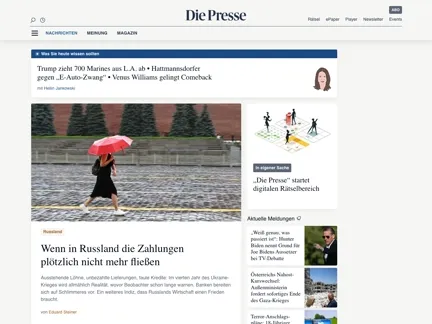 Die Presse
ABO
Rätsel ePaper Player Newsletter Events
NACHRICHTEN MEINUNG MAGAZIN
Was Sie heute wissen sollten
Trump zieht 700 Marines aus L.A. ab • Hattmannsdorfer
gegen „E-Auto-Zwang“ • Venus Williams gelingt Comeback
mit Helen Jankowski
Russland
Wenn in Russland die Zahlungen
plötzlich nicht mehr fließen
Ausstehende Löhne, unbezahlte Lieferungen, faule Kredite: Im vierten Jahr des Ukraine-
Krieges wird allmählich Realität, wovor Beobachter schon lange warnen. Banken bereiten
sich auf Schlimmeres vor. Ein weiteres Indiz, dass Russlands Wirtschaft einen Frieden
braucht.
von Eduard Steiner
In eigener Sache
„Die Presse“ startet
digitalen Rätselbereich
Aktuelle Meldungen
„Weiß genau, was
passiert ist“: Hunter
Biden nennt Grund für
Joe Bidens Aussetzer
bei TV-Debatte
Österreichs Nahost-
Kurswechsel:
Außenministerin
fordert sofortiges Ende
des Gaza-Krieges
Terror-Anschlags-
pläne: 18-Jähriger